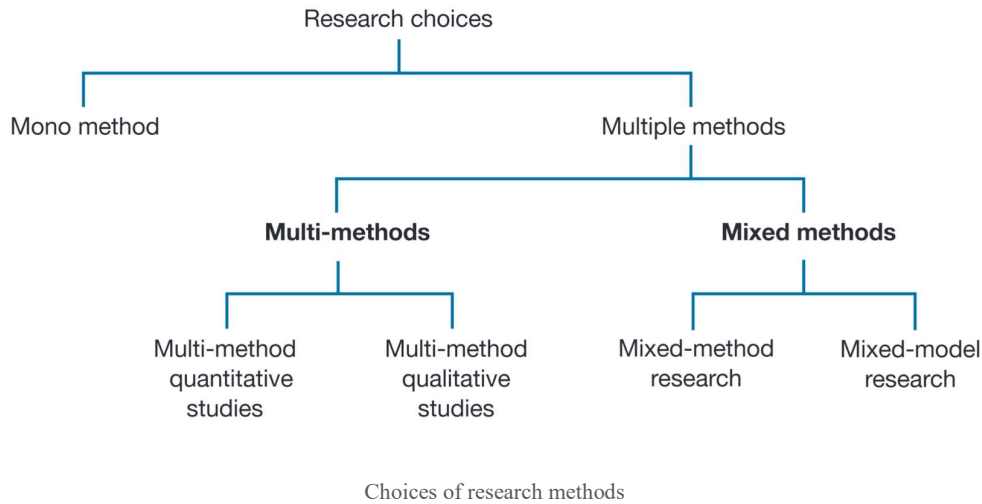 Research choices
Mono method
Multiple methods
Multi-methods
Mixed methods
Multi-method
quantitative
studies
Multi-method
qualitative
studies
Mixed-method
research
Mixed-model
research
Choices of research methods